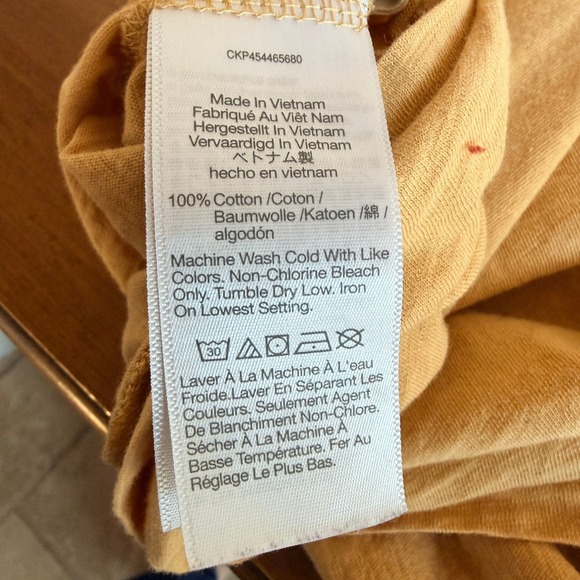 CKP454465680
Made In Vietnam
Fabriqué Au Viêt Nam
Hergestellt In Vietnam
Vervaardigd In Vietnam
ベトナム製
hecho en vietnam
100% Cotton /Coton /
Baumwolle /Katoen /綿 /
algodón
Machine Wash Cold With Like
Colors. Non-Chlorine Bleach
Only. Tumble Dry Low. Iron
On Lowest Setting.
30
Laver À La Machine À L'eau
Froide.Laver En Séparant Les
Couleurs. Seulement Agent
De Blanchiment Non-Chlore.
Sécher À La Machine À
Basse Température. Fer Au
Réglage Le Plus Bas.